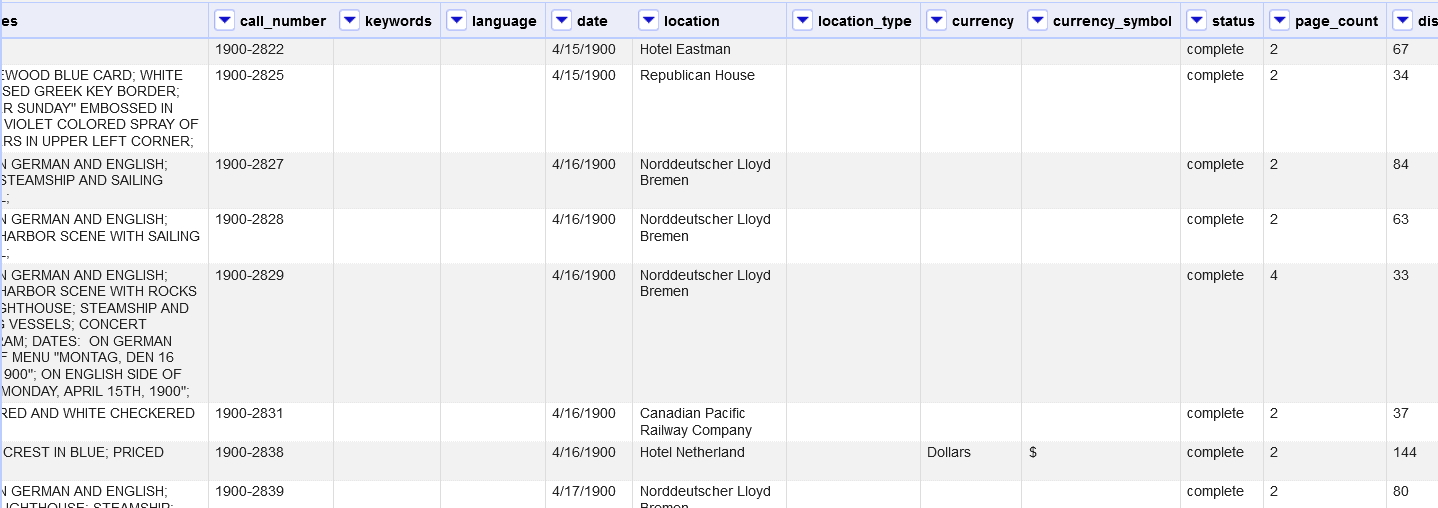 es call_number keywords language date location location_type currency currency_symbol status page_count dis
1900-2822 4/15/1900 Hotel Eastman complete 2 67
EWOOD BLUE CARD; WHITE 1900-2825 4/15/1900 Republican House complete 2 34
SED GREEK KEY BORDER;
R SUNDAY" EMBOSSED IN
VIOLET COLORED SPRAY OF
RS IN UPPER LEFT CORNER;
N GERMAN AND ENGLISH; 1900-2827 4/16/1900 Norddeutscher Lloyd complete 2 84
STEAMSHIP AND SAILING Bremen
L;
N GERMAN AND ENGLISH; 1900-2828 4/16/1900 Norddeutscher Lloyd complete 2 63
HARBOR SCENE WITH SAILING Bremen
L;
N GERMAN AND ENGLISH; 1900-2829 4/16/1900 Norddeutscher Lloyd complete 4 33
HARBOR SCENE WITH ROCKS Bremen
GHTHOUSE; STEAMSHIP AND
G VESSELS; CONCERT
RAM; DATES: ON GERMAN
F MENU "MONTAG, DEN 16
900"; ON ENGLISH SIDE OF
MONDAY, APRIL 15TH, 1900";
RED AND WHITE CHECKERED 1900-2831 4/16/1900 Canadian Pacific complete 2 37
Railway Company
CREST IN BLUE; PRICED 1900-2838 4/16/1900 Hotel Netherland Dollars $ complete 2 144
N GERMAN AND ENGLISH; 1900-2839 4/17/1900 Norddeutscher Lloyd complete 2 80
LIGHTHOUSE; STEAMSHIP; Bremen